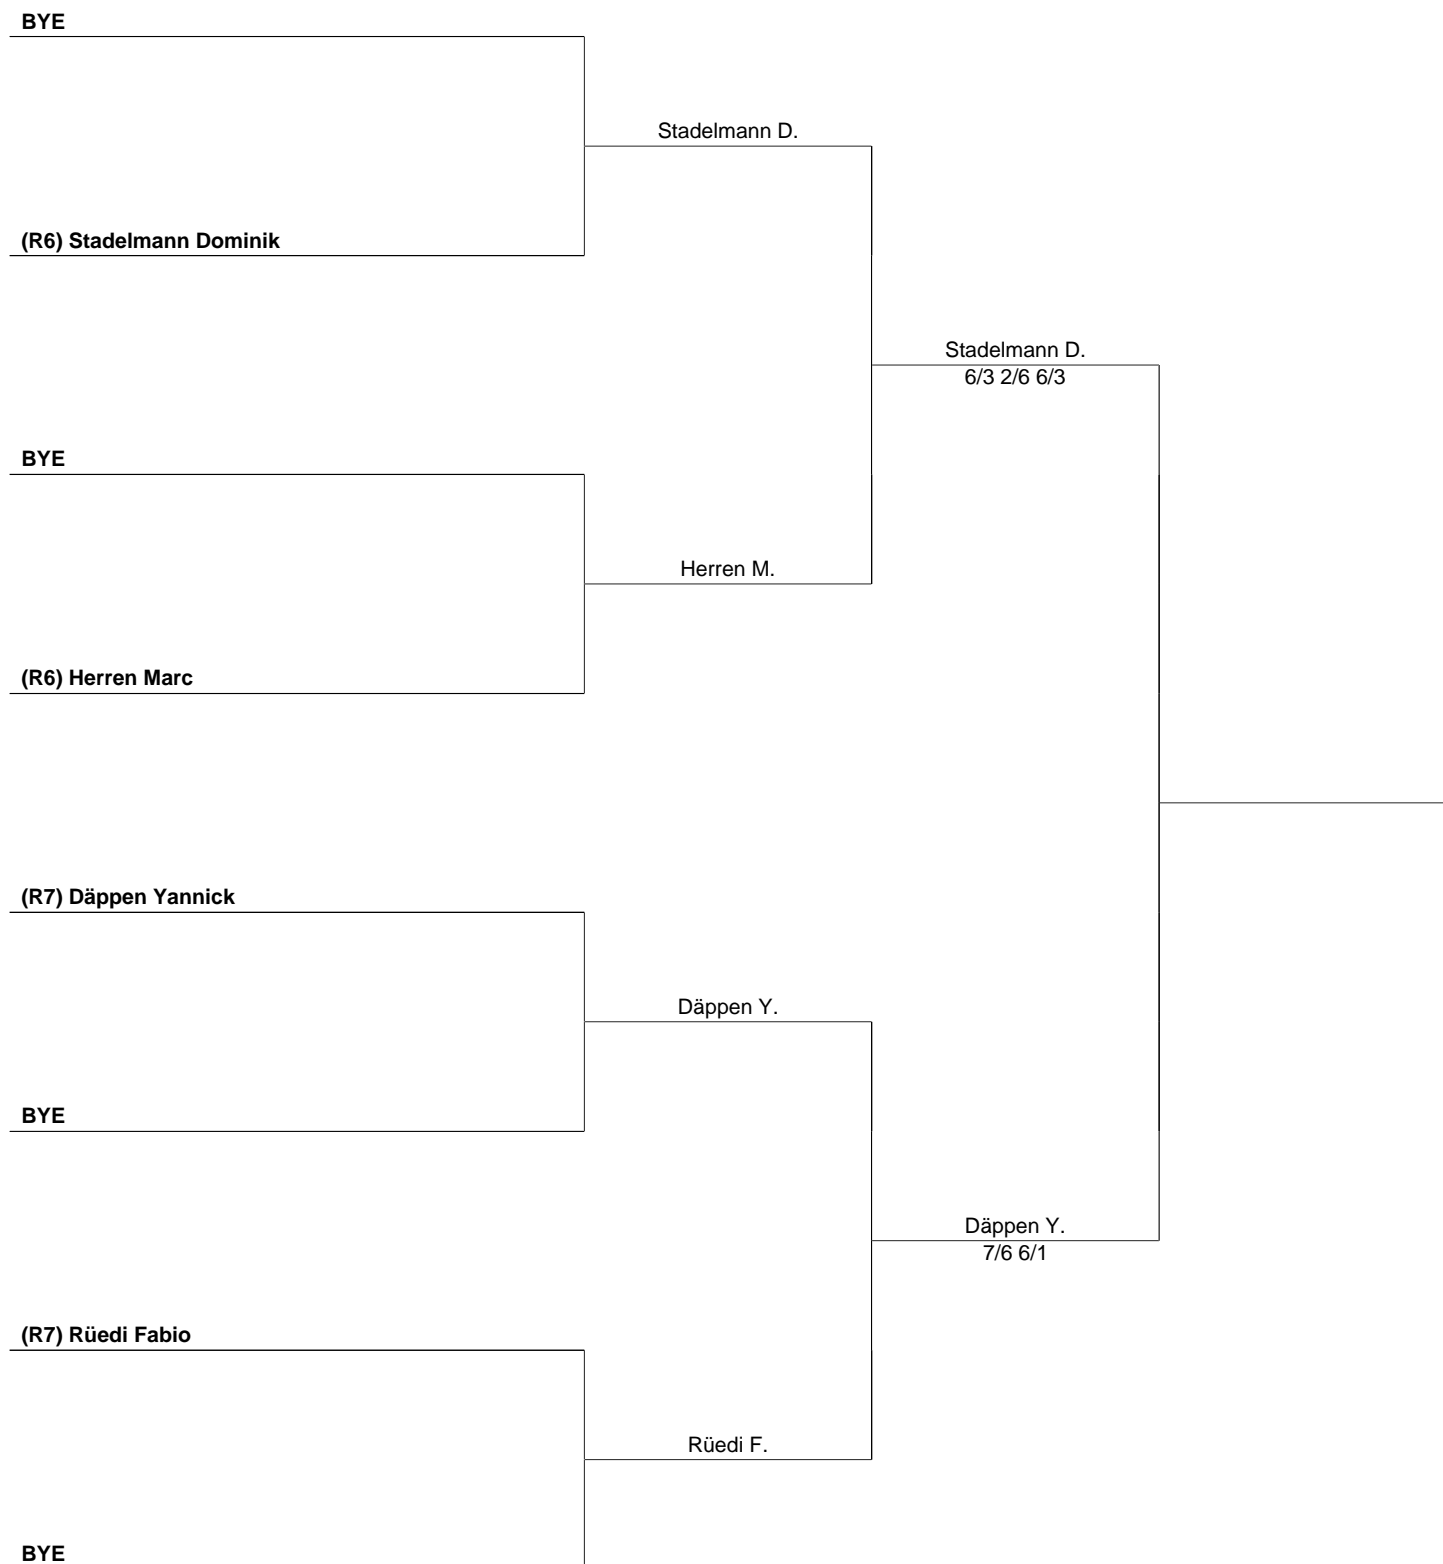 BYE
Stadelmann D.
(R6) Stadelmann Dominik
Stadelmann D.
6/3 2/6 6/3
BYE
Herren M.
(R6) Herren Marc
(R7) Däppen Yannick
Däppen Y.
BYE
Däppen Y.
7/6 6/1
(R7) Rüedi Fabio
Rüedi F.
BYE